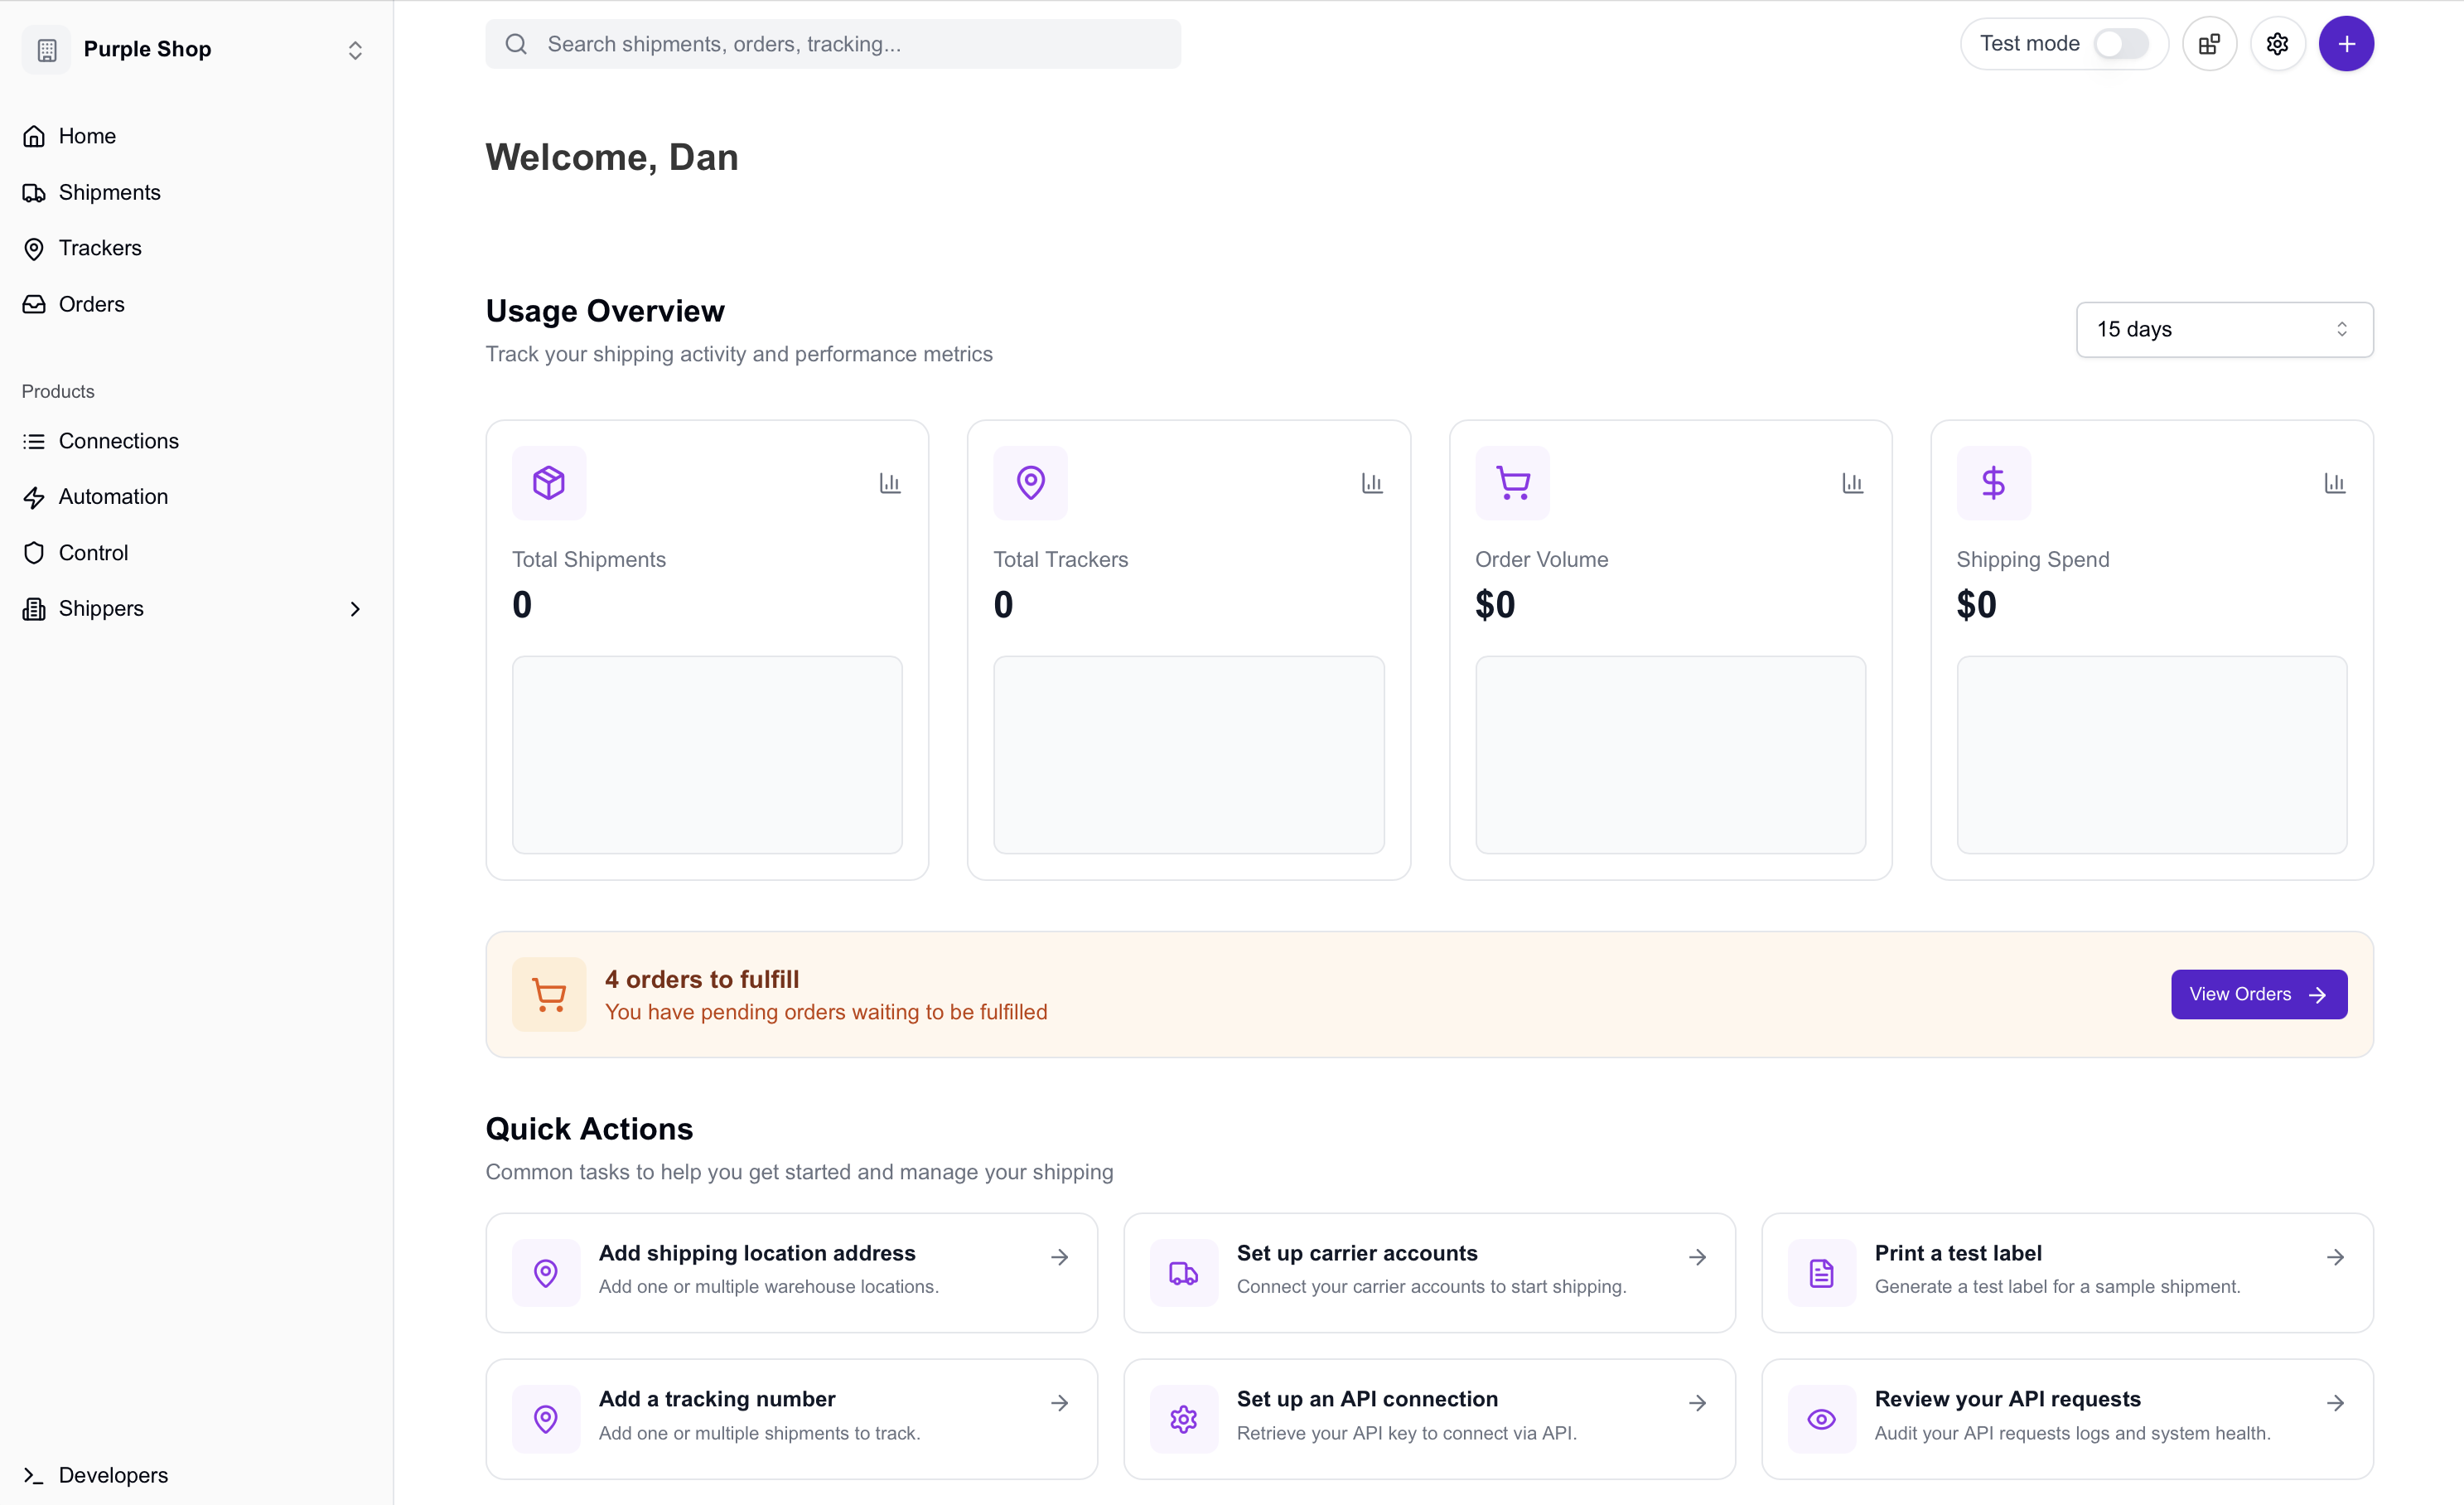 Purple Shop
Home
Shipments
Trackers
Orders
Products
Connections
Automation
Control
Shippers
Developers
Search shipments, orders, tracking...
Test mode
Welcome, Dan
Usage Overview
Track your shipping activity and performance metrics
15 days
Total Shipments
0
Total Trackers
0
Order Volume
$0
Shipping Spend
$0
4 orders to fulfill
You have pending orders waiting to be fulfilled
View Orders
Quick Actions
Common tasks to help you get started and manage your shipping
Add shipping location address
Add one or multiple warehouse locations.
Set up carrier accounts
Connect your carrier accounts to start shipping.
Print a test label
Generate a test label for a sample shipment.
Add a tracking number
Add one or multiple shipments to track.
Set up an API connection
Retrieve your API key to connect via API.
Review your API requests
Audit your API requests logs and system health.